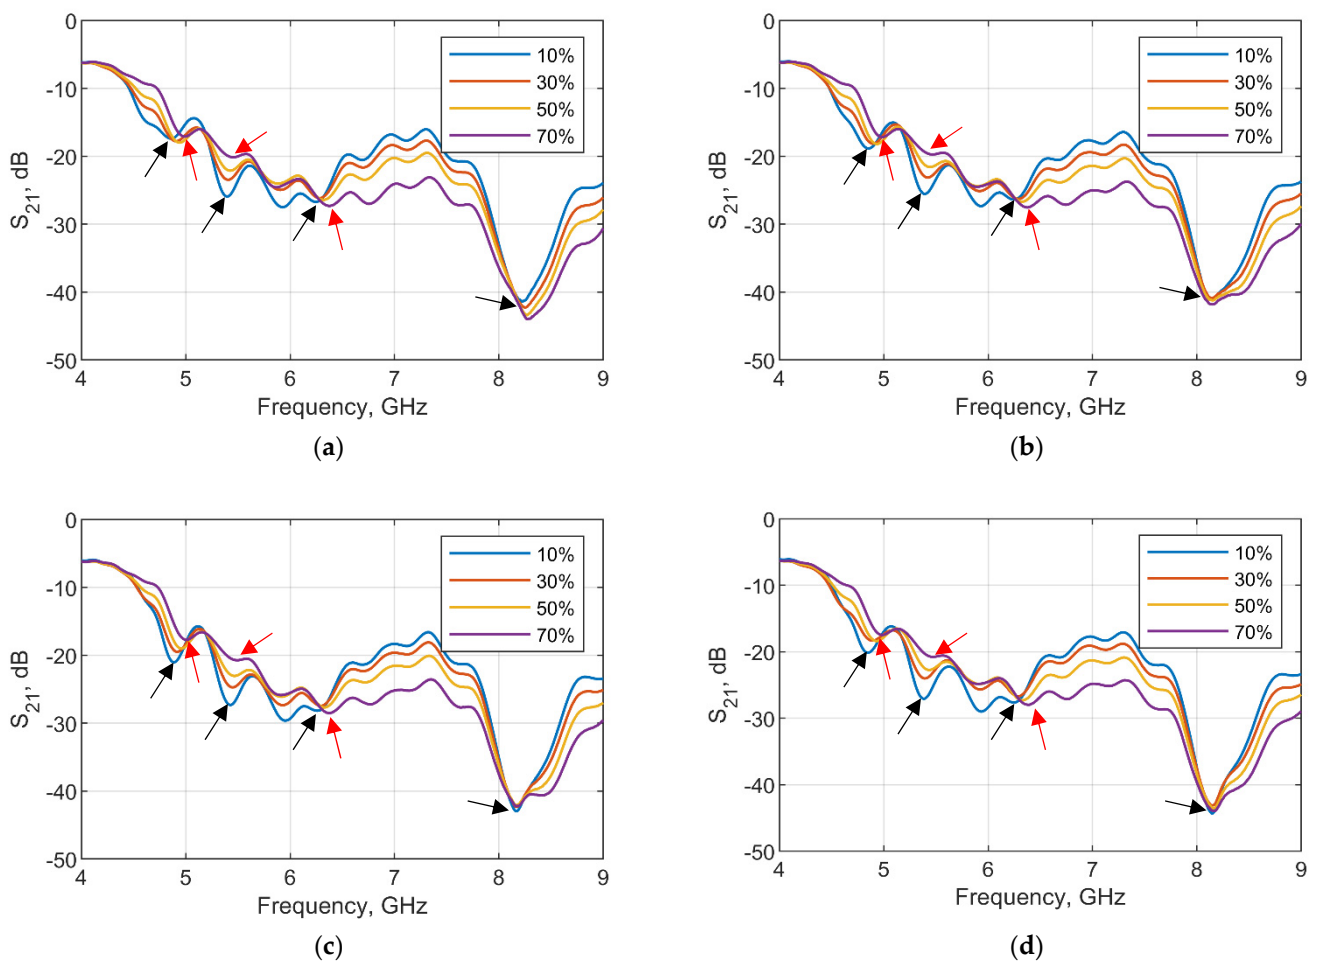 0
-10
-20
-30
-40
-50
S21, dB
10%
30%
50%
70%
4 5 6 7 8 9
Frequency, GHz
(a)
0
-10
-20
-30
-40
-50
S21, dB
10%
30%
50%
70%
4 5 6 7 8 9
Frequency, GHz
(b)
0
-10
-20
-30
-40
-50
S21, dB
10%
30%
50%
70%
4 5 6 7 8 9
Frequency, GHz
(c)
0
-10
-20
-30
-40
-50
S21, dB
10%
30%
50%
70%
4 5 6 7 8 9
Frequency, GHz
(d)